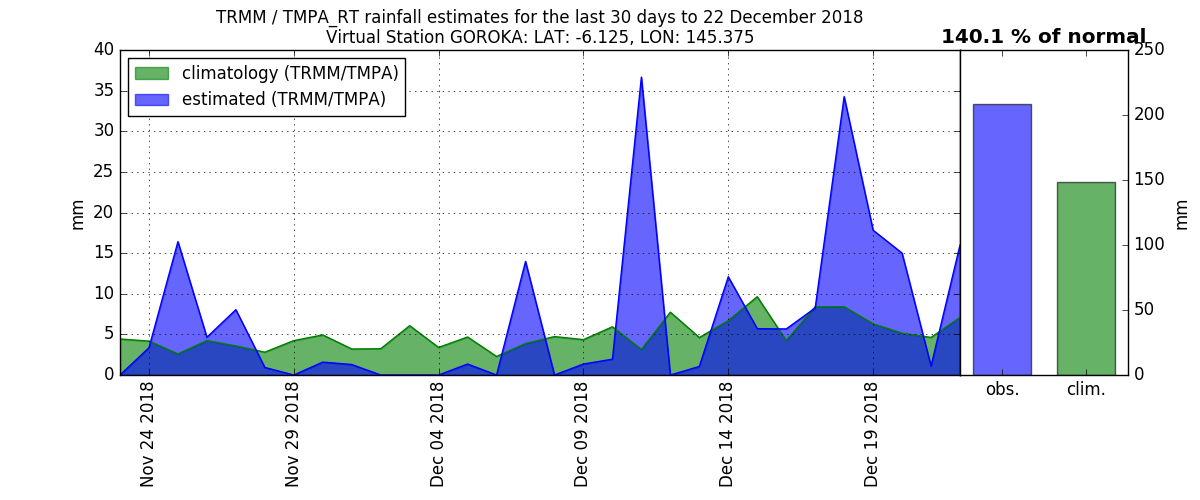 TRMM / TMPA_RT rainfall estimates for the last 30 days to 22 December 2018
Virtual Station GOROKA: LAT: -6.125, LON: 145.375
140.1 % of normal
climatology (TRMM/TMPA)
estimated (TRMM/TMPA)
40
35
30
25
20
15
10
5
0
mm
Nov 24 2018
Nov 29 2018
Dec 04 2018
Dec 09 2018
Dec 14 2018
Dec 19 2018
250
200
150
100
50
0
mm
obs.
clim.